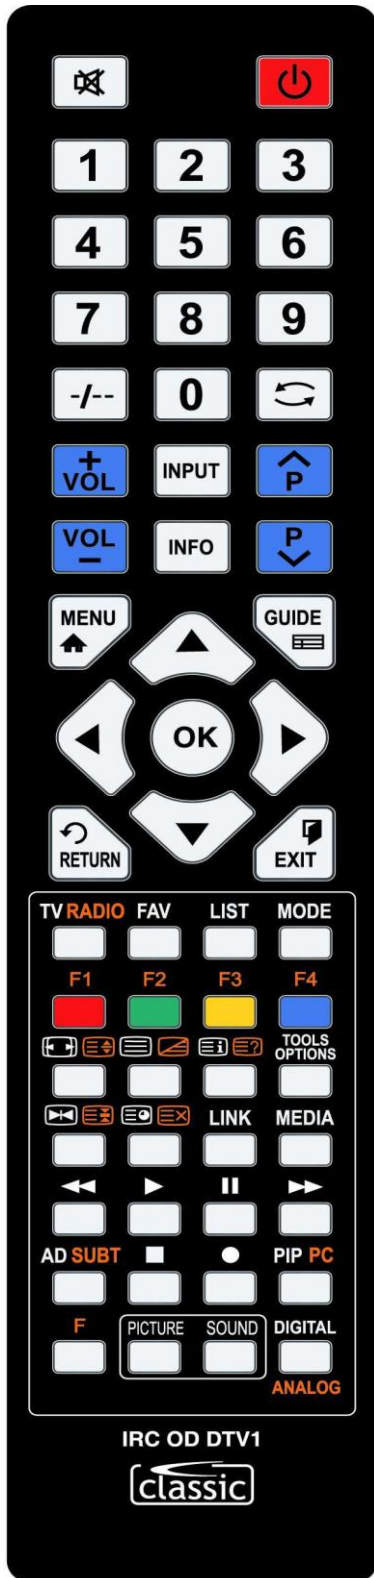 1 2 3
4 5 6
7 8 9
-/-- 0
+ VOL INPUT P
VOL - INFO P
MENU GUIDE
OK
RETURN EXIT
TV RADIO FAV LIST MODE
F1 F2 F3 F4
i ? TOOLS OPTIONS
LINK MEDIA
AD SUBT PIP PC
F PICTURE SOUND DIGITAL
ANALOG
IRC OD DTV1
classic